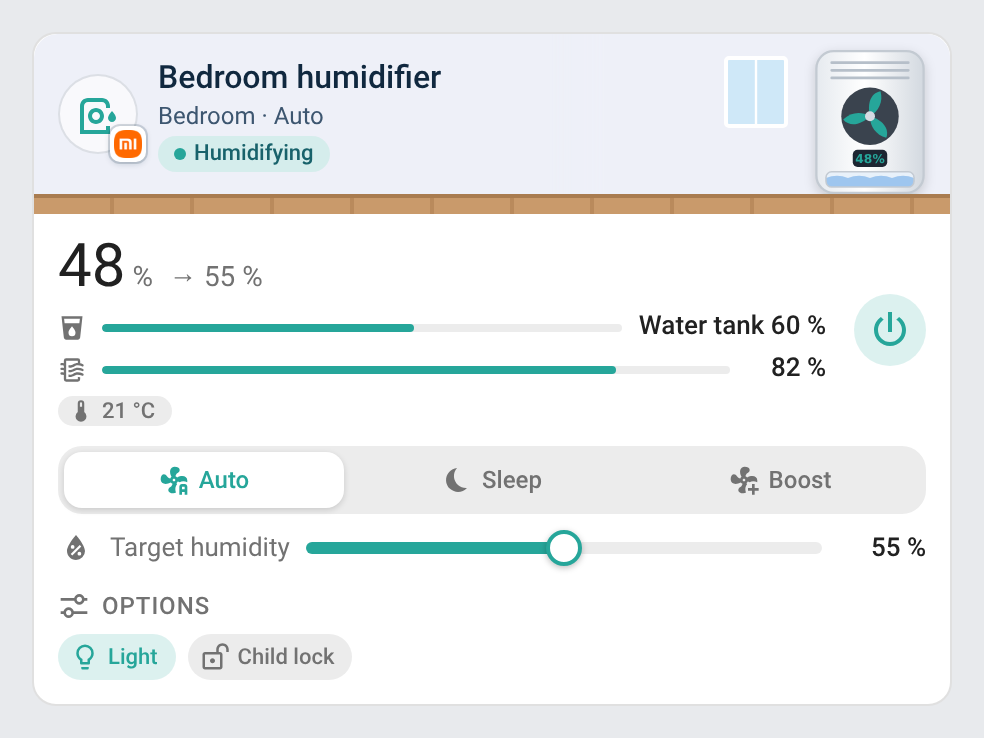 Bedroom humidifier
Bedroom · Auto
Humidifying
mi
48%
48 % → 55 %
Water tank 60 %
82 %
21 °C
Auto Sleep Boost
Target humidity 55 %
OPTIONS
Light Child lock